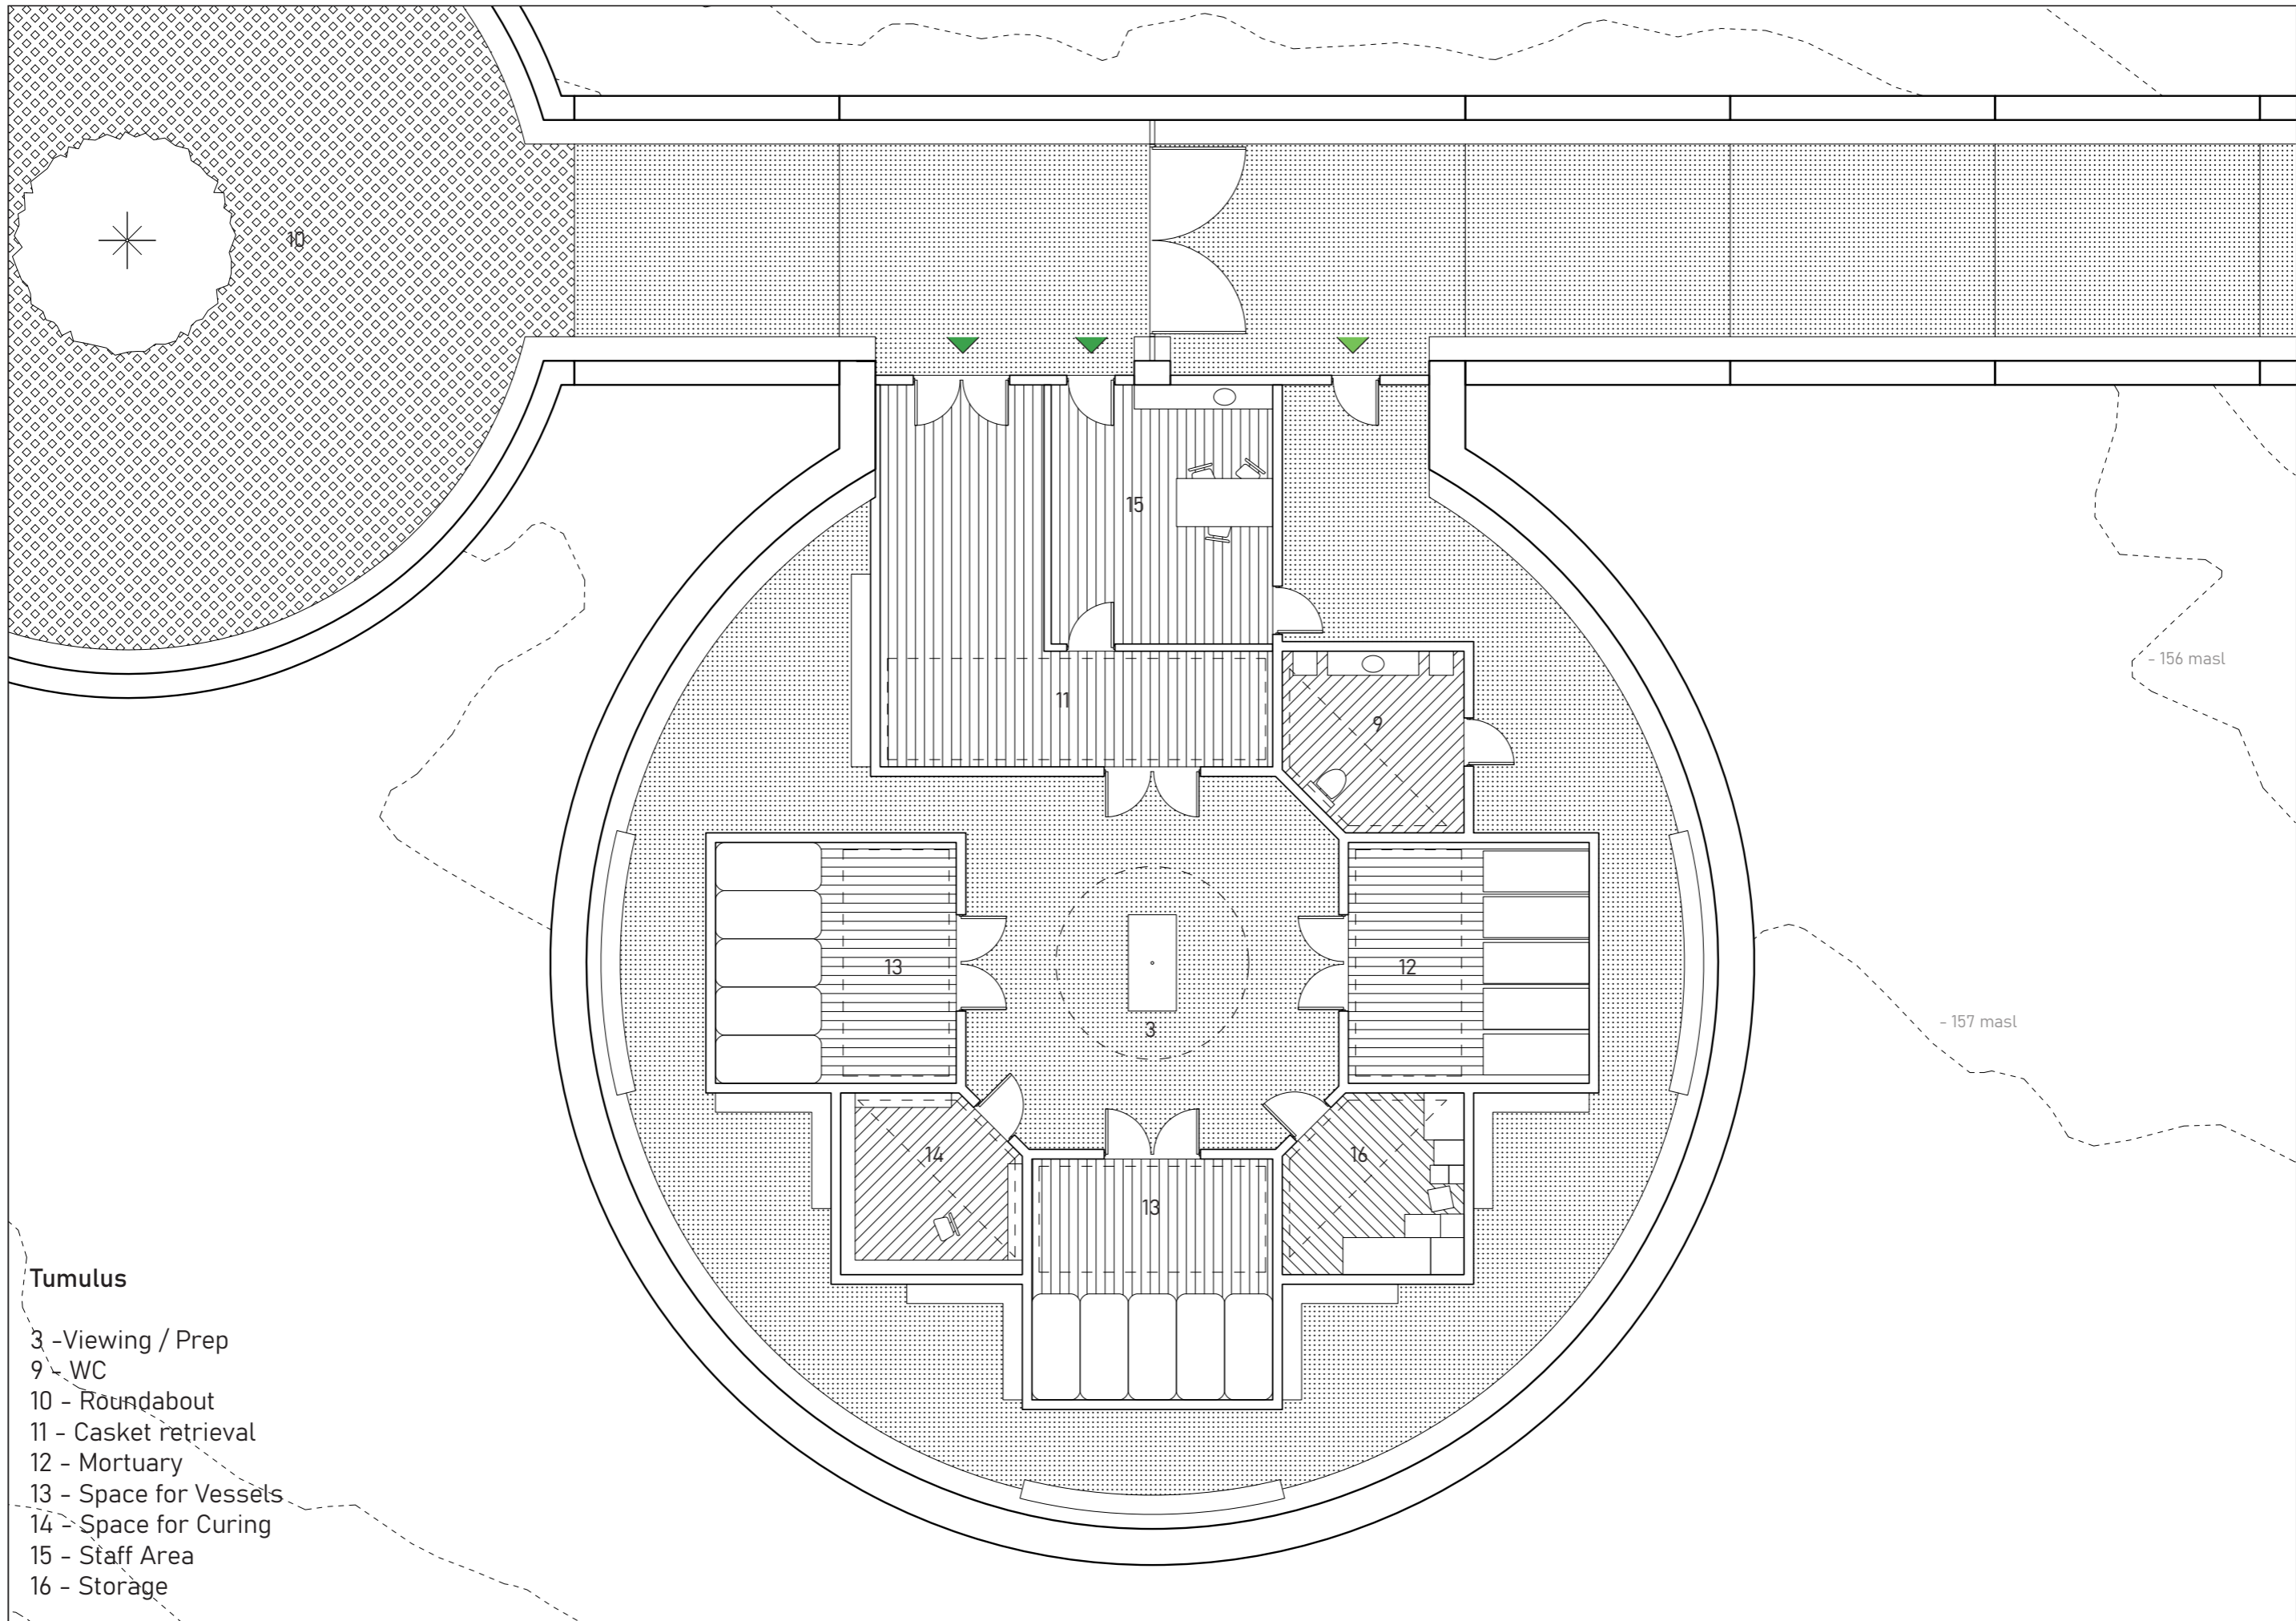 10
15
- 156 masl
11
9
13
12
3
- 157 masl
14
16
13
Tumulus
3 -Viewing / Prep
9 - WC
10 - Roundabout
11 - Casket retrieval
12 - Mortuary
13 - Space for Vessels
14 - Space for Curing
15 - Staff Area
16 - Storage